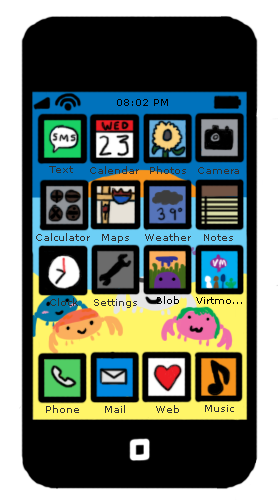 08:02 PM
SMS
WED
23
Text Calendar Photos Camera
39°
Calculator Maps Weather Notes
VM
Clock Settings Blob Virtmo...
Phone Mail Web Music